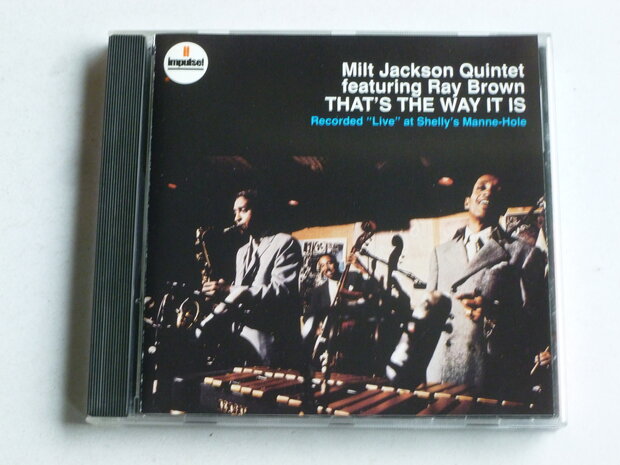 impulse!
Milt Jackson Quintet
featuring Ray Brown
THAT'S THE WAY IT IS
Recorded "Live" at Shelly's Manne-Hole